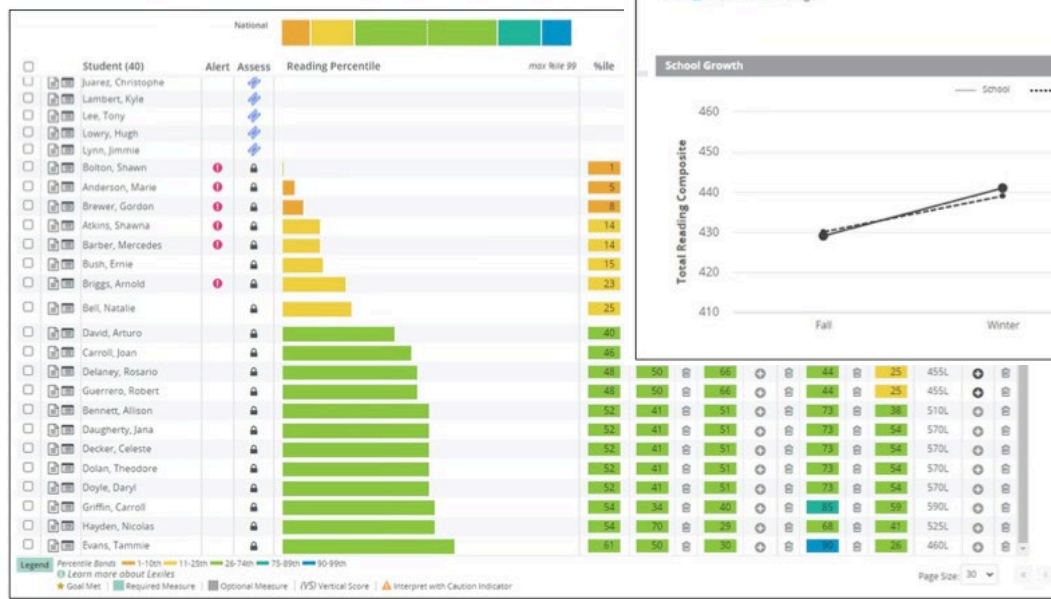 National
Student (40) Alert Assess Reading Percentile max %ile 99 %ile
Juarez, Christophe
Lambert, Kyle
Lee, Tony
Lowry, Hugh
Lynn, Jimmie
Bolton, Shawn 1
Anderson, Marie 5
Brewer, Gordon 8
Atkins, Shawna 14
Barber, Mercedes 14
Bush, Ernie 15
Briggs, Arnold 23
Bell, Natalie 25
David, Arturo 40
Carroll, Joan 46
Delaney, Rosario 48 50 66 44 25 455L
Guerrero, Robert 48 50 66 44 25 455L
Bennett, Allison 52 41 51 73 38 510L
Daugherty, Jana 52 41 51 73 54 570L
Decker, Celeste 52 41 51 73 54 570L
Dolan, Theodore 52 41 51 73 54 570L
Doyle, Daryl 52 41 51 73 54 570L
Griffin, Carroll 54 34 40 85 59 590L
Hayden, Nicolas 54 70 29 68 41 525L
Evans, Tammie 61 50 30 90 26 460L
Legend Percentile Bands: 1-10th 11-25th 26-74th 75-89th 90-99th
Learn more about Lexiles
Goal Met | Required Measure | Optional Measure | (VS) Vertical Score | Interpret with Caution Indicator
Page Size: 30
School Growth
School
460
450
440
430
420
410
Total Reading Composite
Fall Winter